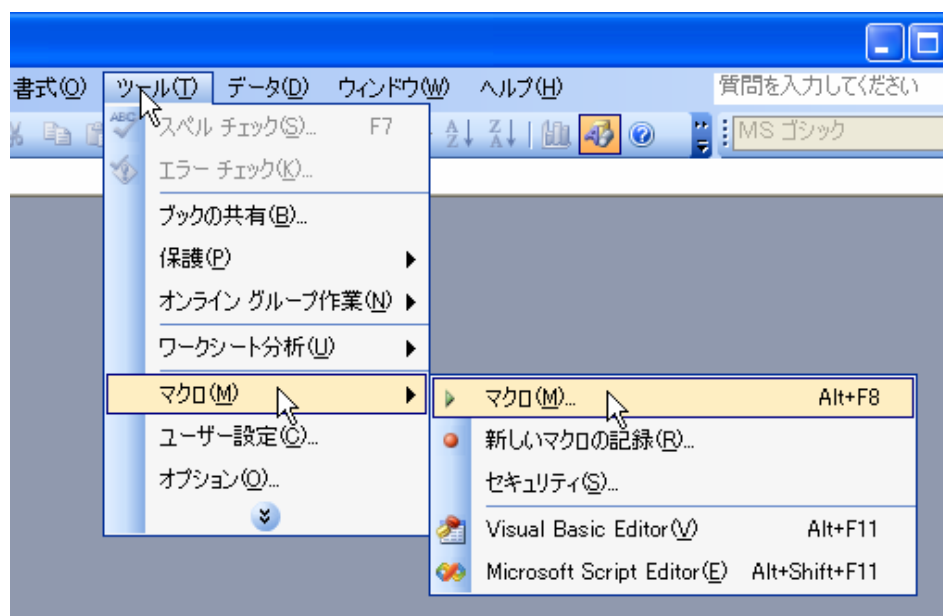 書式(O) ツール(T) データ(D) ウィンドウ(W) ヘルプ(H) 質問を入力してください
MS ゴシック
ABC スペル チェック(S)... F7
エラー チェック(K)...
ブックの共有(B)...
保護(P)
オンライン グループ作業(N)
ワークシート分析(U)
マクロ(M)
ユーザー設定(C)...
オプション(O)...
マクロ(M)... Alt+F8
新しいマクロの記録(R)...
セキュリティ(S)...
Visual Basic Editor(V) Alt+F11
Microsoft Script Editor(E) Alt+Shift+F11